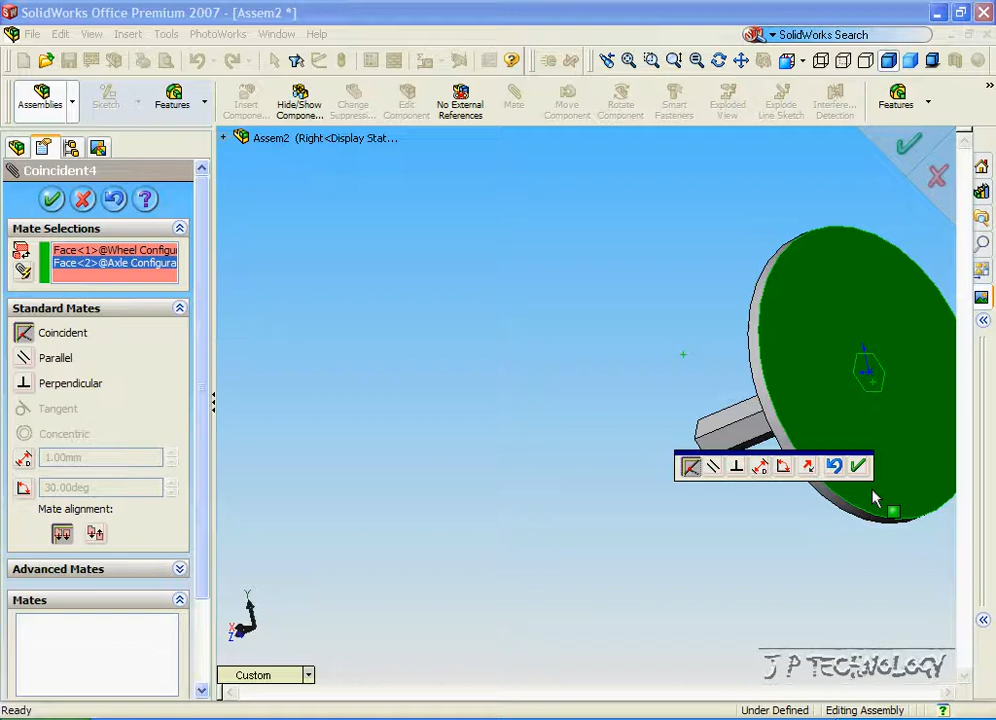 SolidWorks Office Premium 2007 - [Assem2 *]
File Edit View Insert Tools PhotoWorks Window Help
SolidWorks Search
Assemblies Sketch Features Insert Compone... Hide/Show Compone... Change Suppressi... Edit Component No External References Mate Move Component Rotate Component Smart Fasteners Exploded View Explode Line Sketch Interfere... Detection Features
Assem2 (Right<Display Stat...
Coincident4
Mate Selections
Face<1>@Wheel Configu
Face<2>@Axle Configura
Standard Mates
Coincident
Parallel
Perpendicular
Tangent
Concentric
1.00mm
30.00deg
Mate alignment:
Advanced Mates
Mates
Y
X
Z
Custom
J P TECHNOLOGY
Ready
Under Defined
Editing Assembly